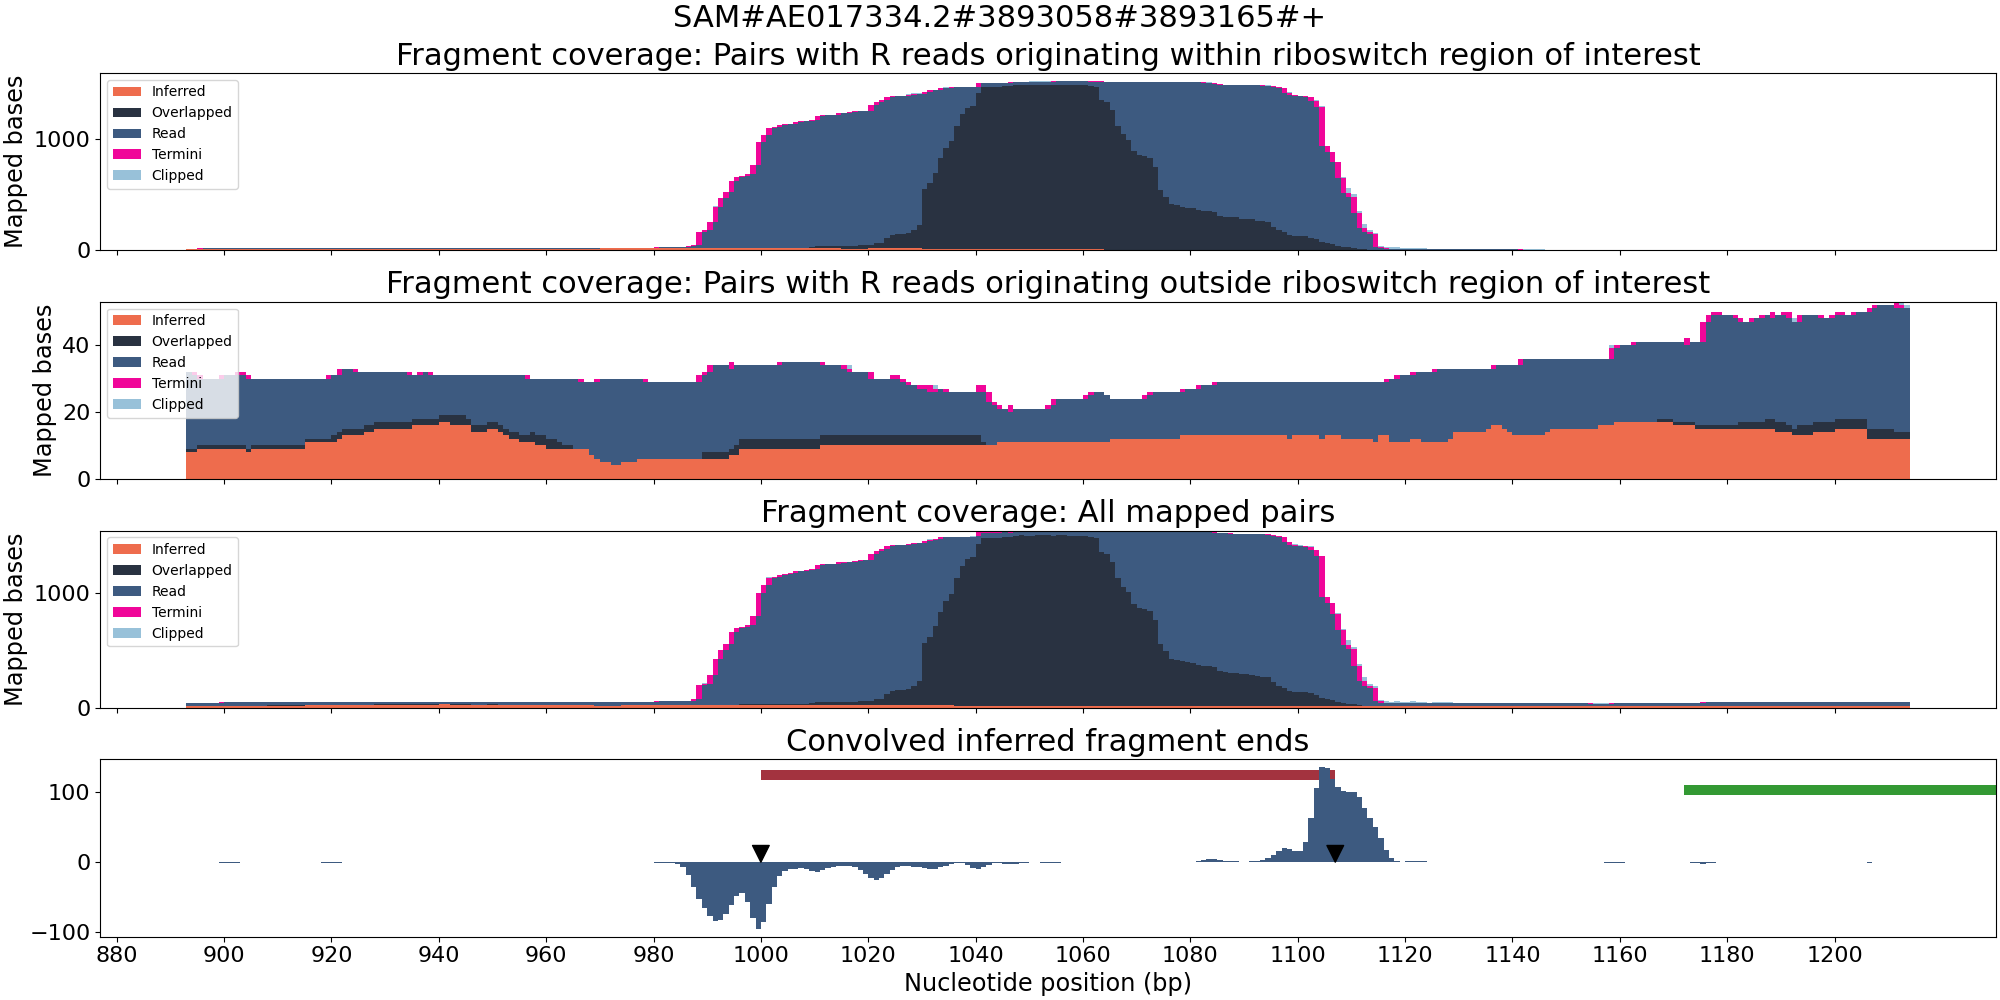 SAM#AE017334.2#3893058#3893165#+
Fragment coverage: Pairs with R reads originating within riboswitch region of interest
Mapped bases
1000
0
Inferred
Overlapped
Read
Termini
Clipped
Fragment coverage: Pairs with R reads originating outside riboswitch region of interest
Mapped bases
40
20
0
Inferred
Overlapped
Read
Termini
Clipped
Fragment coverage: All mapped pairs
Mapped bases
1000
0
Inferred
Overlapped
Read
Termini
Clipped
Convolved inferred fragment ends
100
0
−100
880 900 920 940 960 980 1000 1020 1040 1060 1080 1100 1120 1140 1160 1180 1200
Nucleotide position (bp)